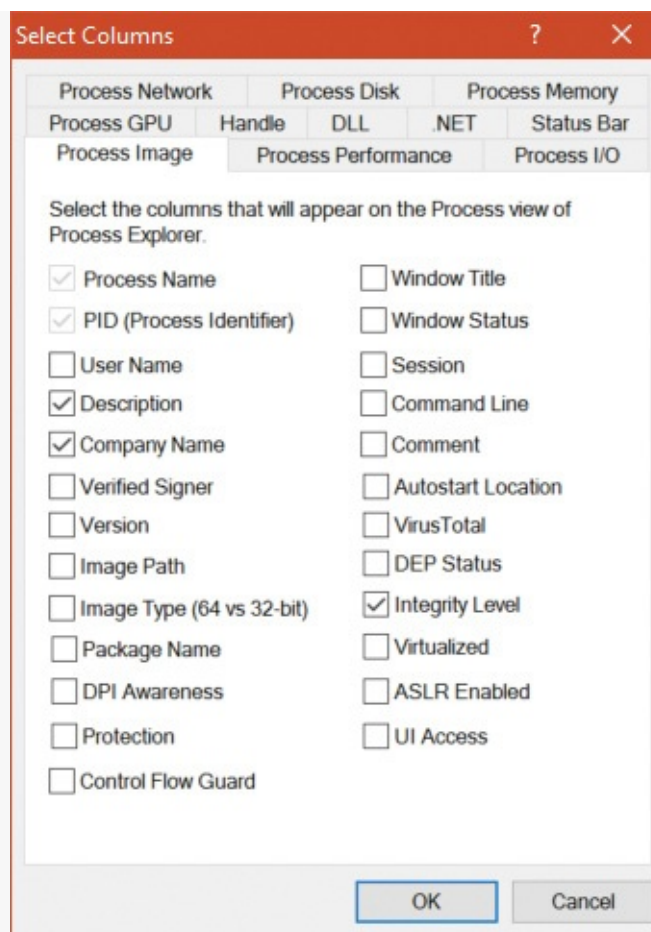 Select Columns ? ×
Process Network Process Disk Process Memory
Process GPU Handle DLL .NET Status Bar
Process Image Process Performance Process I/O
Select the columns that will appear on the Process view of
Process Explorer.
Process Name
PID (Process Identifier)
User Name
Description
Company Name
Verified Signer
Version
Image Path
Image Type (64 vs 32-bit)
Package Name
DPI Awareness
Protection
Control Flow Guard
Window Title
Window Status
Session
Command Line
Comment
Autostart Location
VirusTotal
DEP Status
Integrity Level
Virtualized
ASLR Enabled
UI Access
OK Cancel